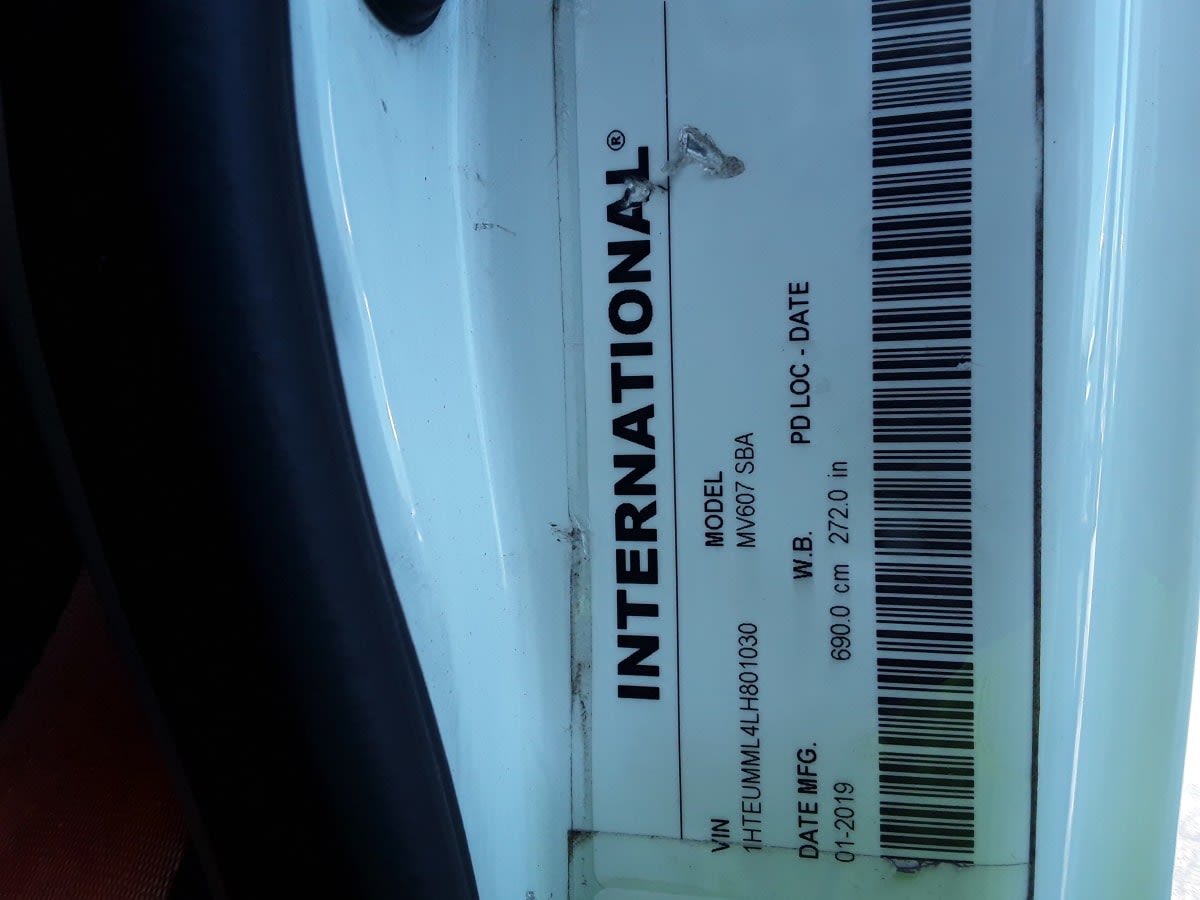 INTERNATIONAL®
VIN MODEL
1HTEUMML4LH801030 MV607 SBA
DATE MFG. W.B. PD LOC - DATE
01-2019 690.0 cm 272.0 in